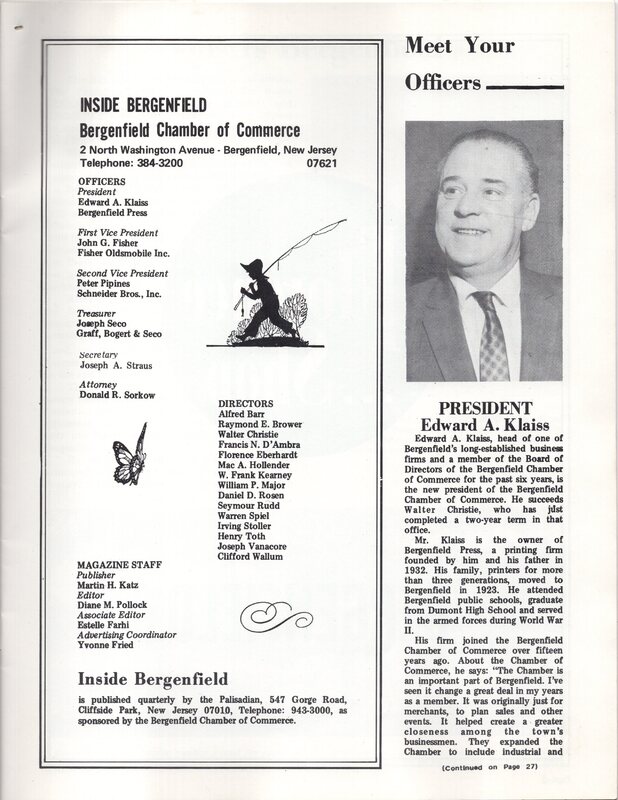 INSIDE BERGENFIELD
Bergenfield Chamber of Commerce
2 North Washington Avenue - Bergenfield, New Jersey
Telephone: 384-3200 07621
OFFICERS
President
Edward A. Klaiss
Bergenfield Press
First Vice President
John G. Fisher
Fisher Oldsmobile Inc.
Second Vice President
Peter Pipines
Schneider Bros., Inc.
Treasurer
Joseph Seco
Graff, Bogert & Seco
Secretary
Joseph A. Straus
Attorney
Donald R. Sorkow
DIRECTORS
Alfred Barr
Raymond E. Brower
Walter Christie
Francis N. D'Ambra
Florence Eberhardt
Mac A. Hollender
W. Frank Kearney
William P. Major
Daniel D. Rosen
Seymour Rudd
Warren Spiel
Irving Stoller
Henry Toth
Joseph Vanacore
Clifford Wallum
MAGAZINE STAFF
Publisher
Martin H. Katz
Editor
Diane M. Pollock
Associate Editor
Estelle Farhi
Advertising Coordinator
Yvonne Fried
Inside Bergenfield
is published quarterly by the Palisadian, 547 Gorge Road,
Cliffside Park, New Jersey 07010, Telephone: 943-3000, as
sponsored by the Bergenfield Chamber of Commerce.
Meet Your
Officers
PRESIDENT
Edward A. Klaiss
Edward A. Klaiss, head of one of
Bergenfield's long-established business
firms and a member of the Board of
Directors of the Bergenfield Chamber
of Commerce for the past six years, is
the new president of the Bergenfield
Chamber of Commerce. He succeeds
Walter Christie, who has just
completed a two-year term in that
office.
Mr. Klaiss is the owner of
Bergenfield Press, a printing firm
founded by him and his father in
1932. His family, printers for more
than three generations, moved to
Bergenfield in 1923. He attended
Bergenfield public schools, graduate
from Dumont High School and served
in the armed forces during World War
II.
His firm joined the Bergenfield
Chamber of Commerce over fifteen
years ago. About the Chamber of
Commerce, he says: "The Chamber is
an important part of Bergenfield. I've
seen it change a great deal in my years
as a member. It was originally just for
merchants, to plan sales and other
events. It helped create a greater
closeness among the town's
businessmen. They expanded the
Chamber to include industrial and
(Continued on Page 27)